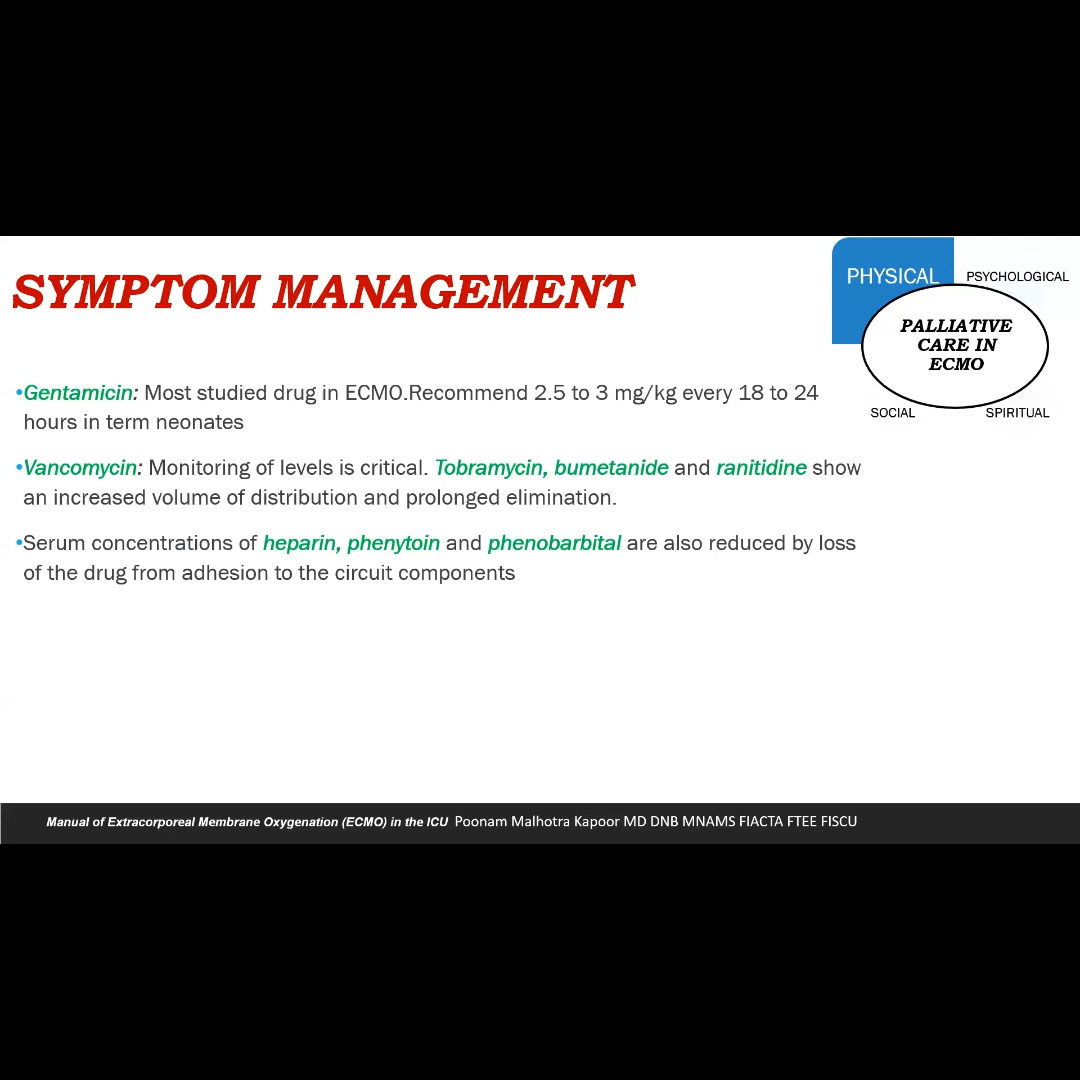 SYMPTOM MANAGEMENT
PHYSICAL
PSYCHOLOGICAL
PALLIATIVE
CARE IN
ECMO
SOCIAL
SPIRITUAL
•Gentamicin: Most studied drug in ECMO.Recommend 2.5 to 3 mg/kg every 18 to 24
hours in term neonates
•Vancomycin: Monitoring of levels is critical. Tobramycin, bumetanide and ranitidine show
an increased volume of distribution and prolonged elimination.
•Serum concentrations of heparin, phenytoin and phenobarbital are also reduced by loss
of the drug from adhesion to the circuit components
Manual of Extracorporeal Membrane Oxygenation (ECMO) in the ICU Poonam Malhotra Kapoor MD DNB MNAMS FIACTA FTEE FISCU